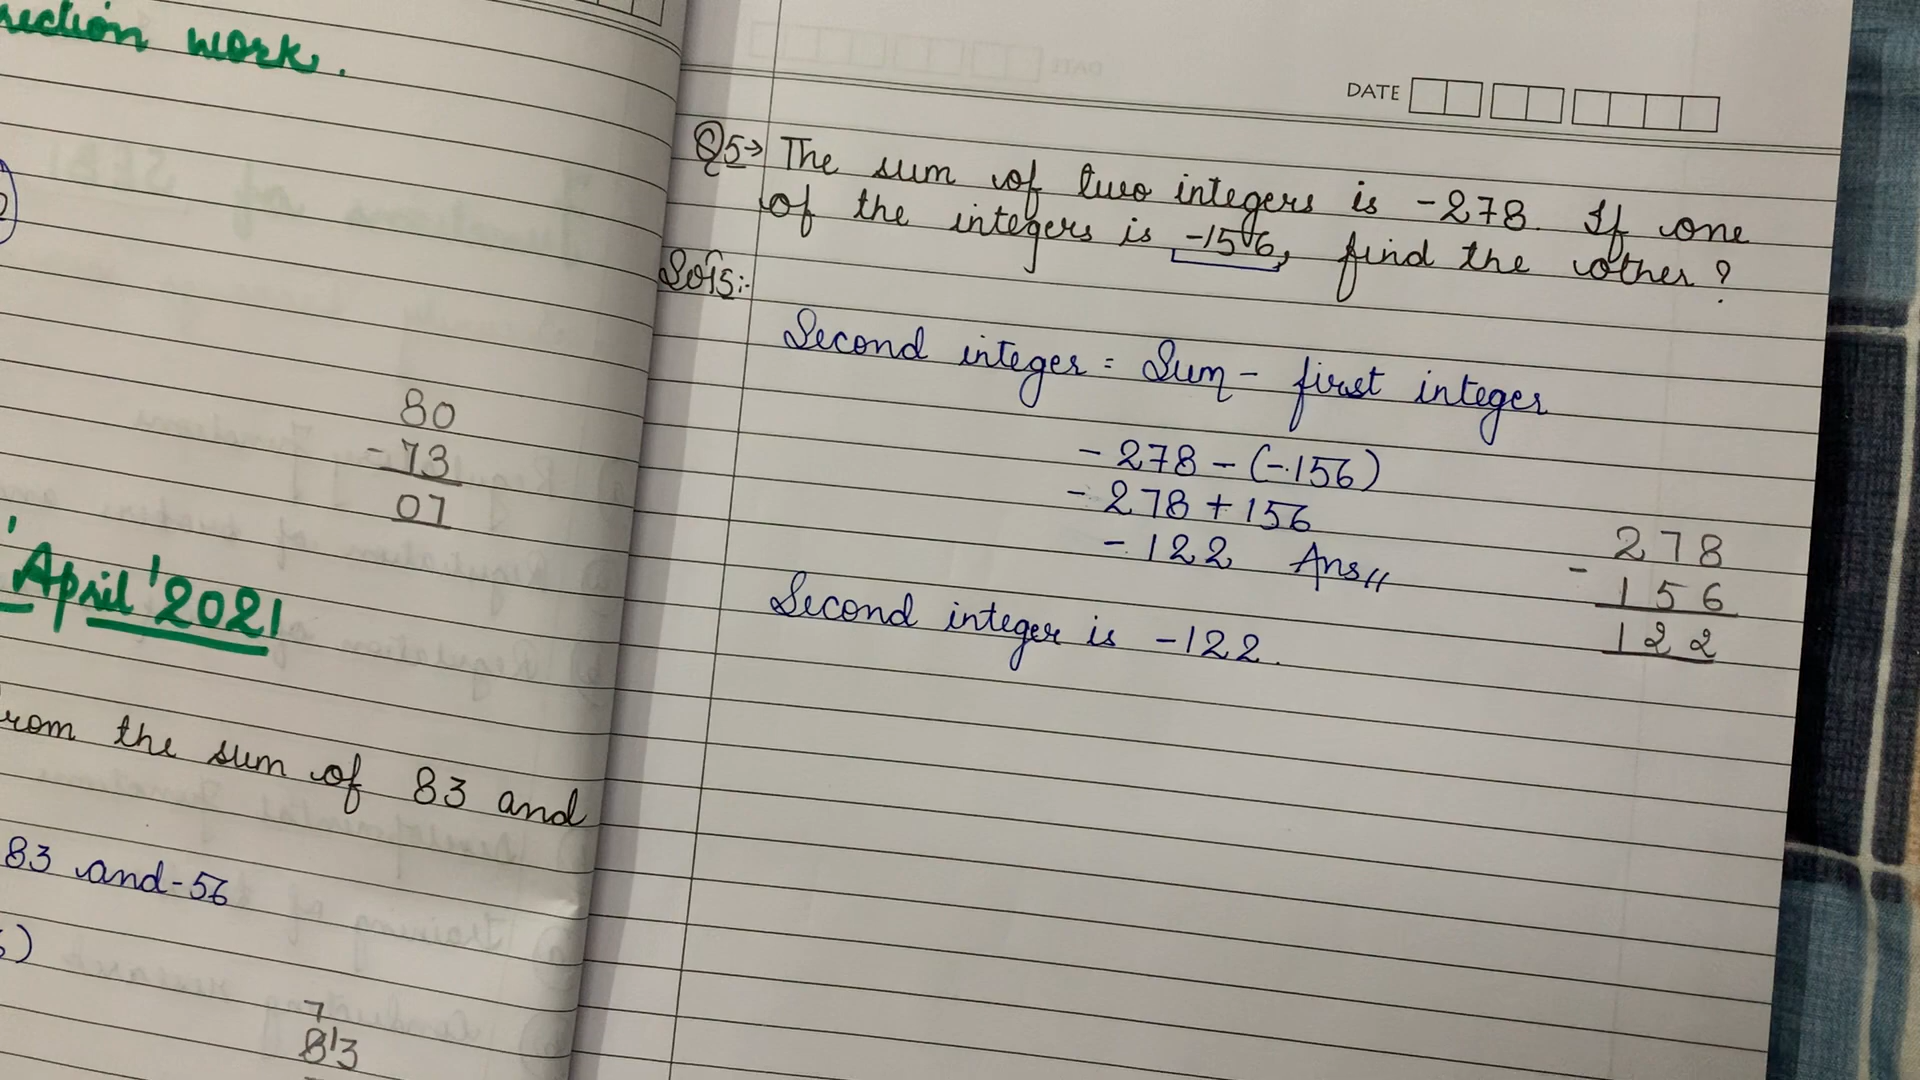 work.
80
- 73
07
April '2021
the sum of 83 and
83 and -56
7
813
DATE
Q5→ The sum of two integers is -278. If one
of the integers is -156, find the other?
Sol5:-
Second integer = Sum - first integer
- 278 - (-156)
- 278 + 156
- 122 Ans
Second integer is -122.
278
- 156
122